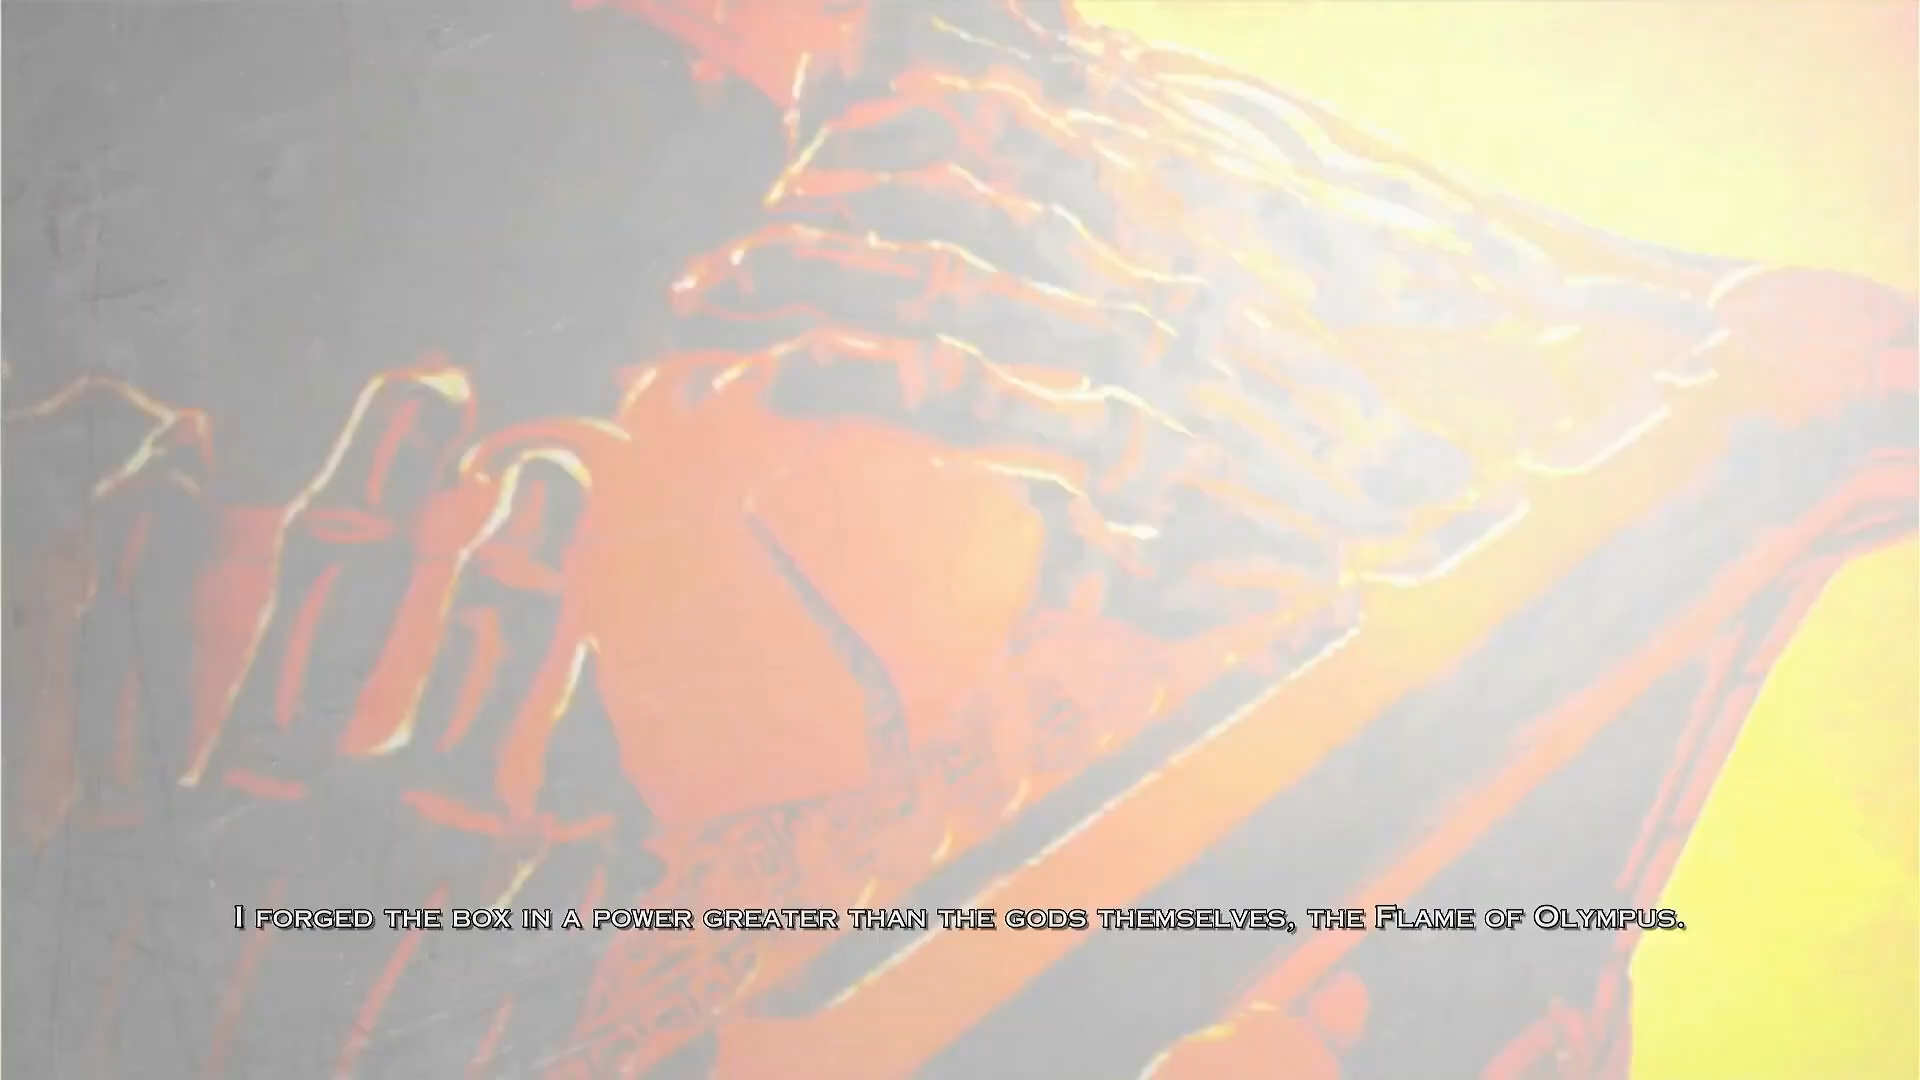 I forged the box in a power greater than the gods themselves, the Flame of Olympus.